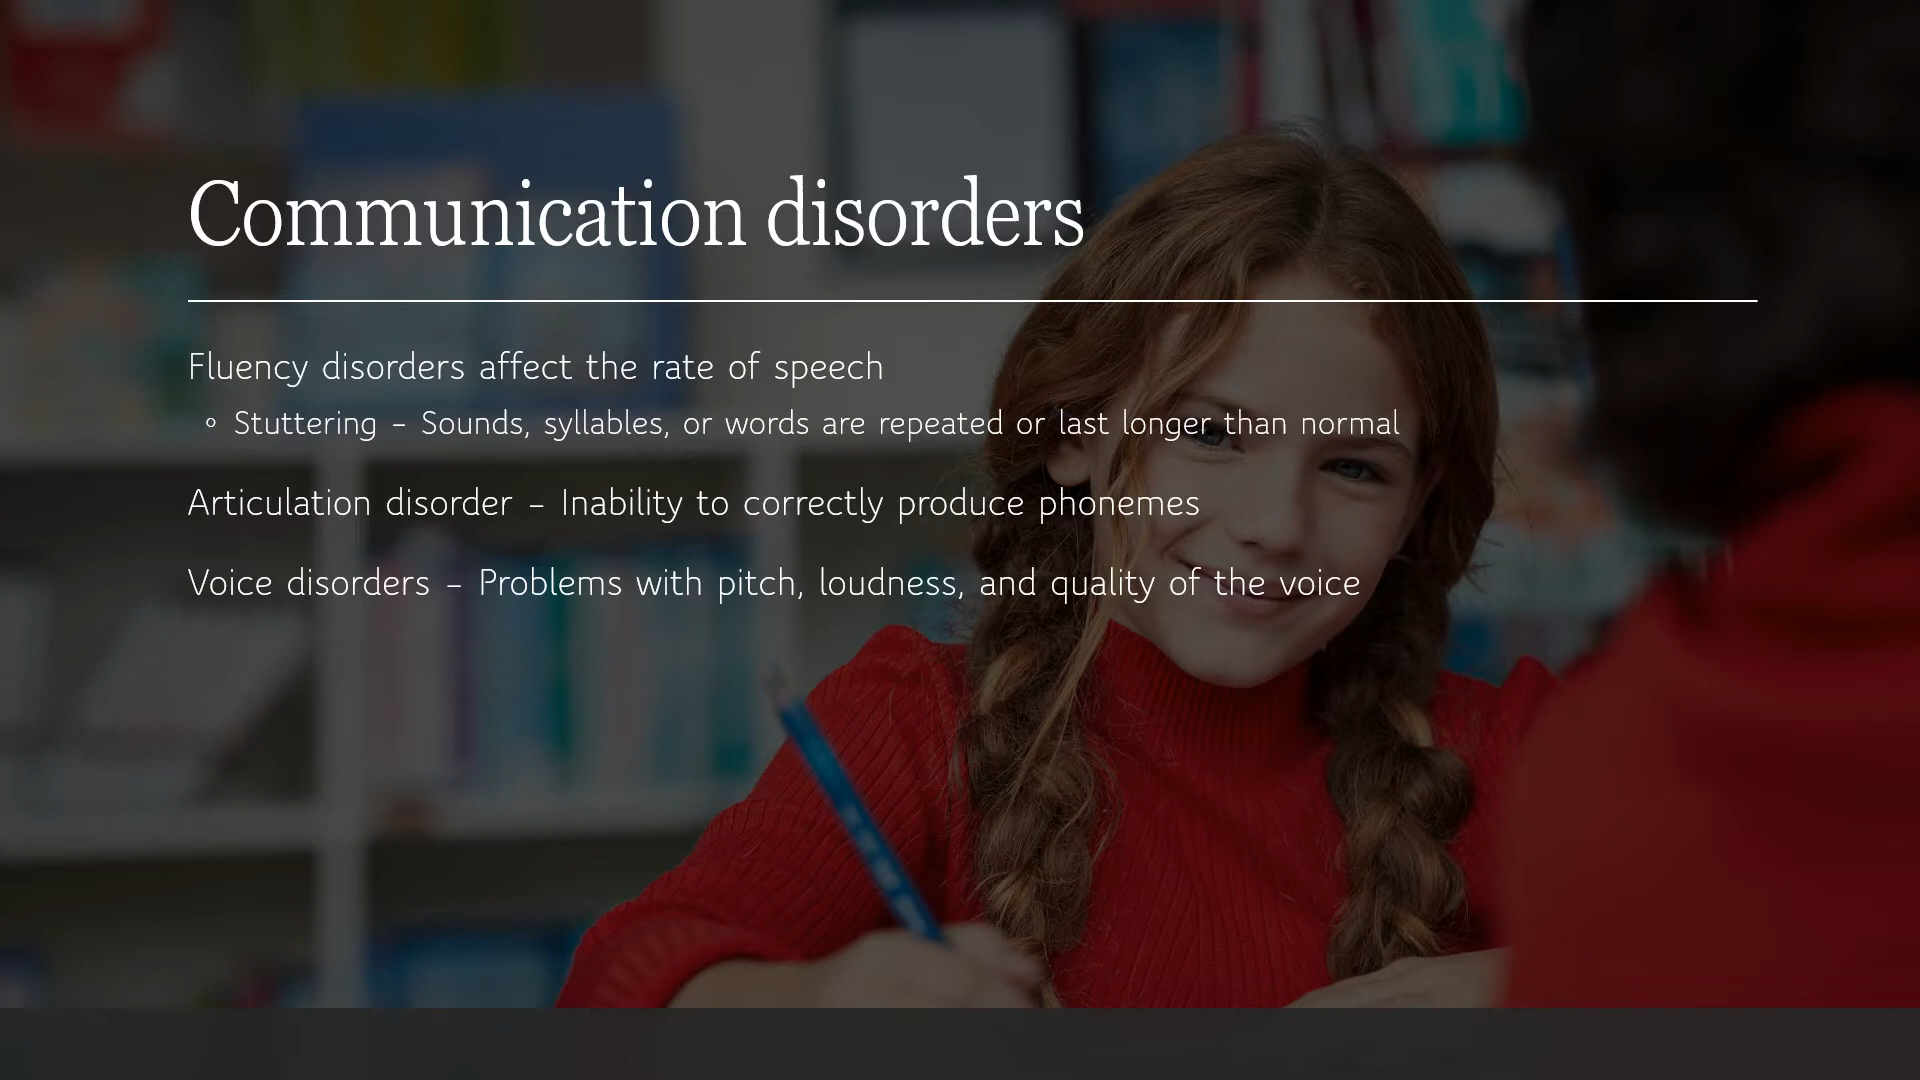 Communication disorders
Fluency disorders affect the rate of speech
◦ Stuttering – Sounds, syllables, or words are repeated or last longer than normal
Articulation disorder – Inability to correctly produce phonemes
Voice disorders – Problems with pitch, loudness, and quality of the voice